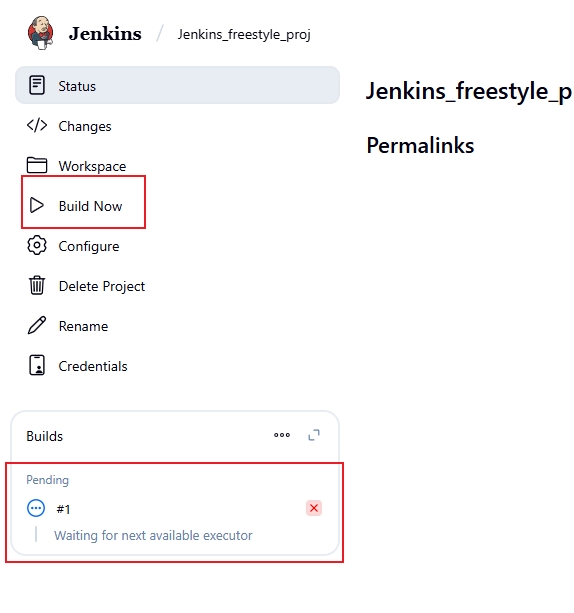 Jenkins / Jenkins_freestyle_proj
Status
Changes
Workspace
Build Now
Configure
Delete Project
Rename
Credentials
Jenkins_freestyle_p
Permalinks
Builds
Pending
#1
Waiting for next available executor